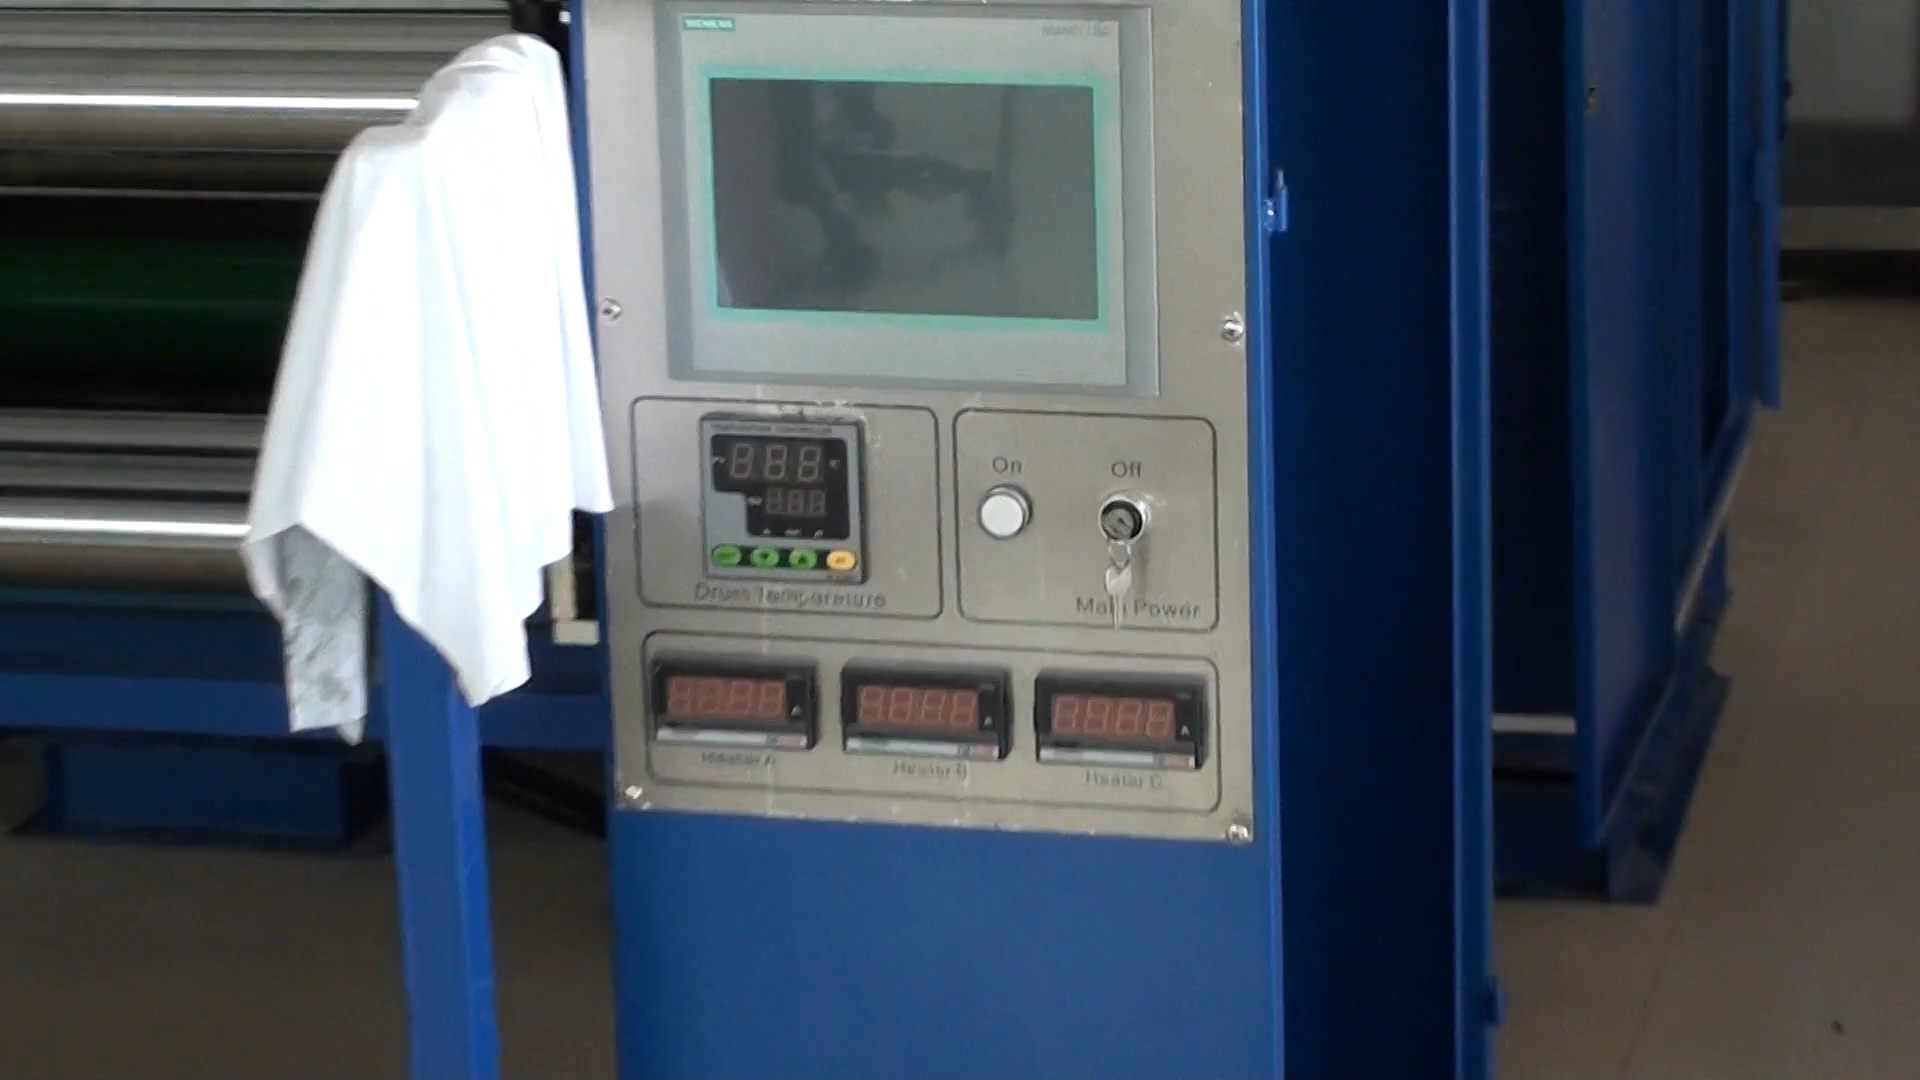 SIEMENS
On
Off
Drum Temperature
Main Power
Heater A
Heater B
Heater C